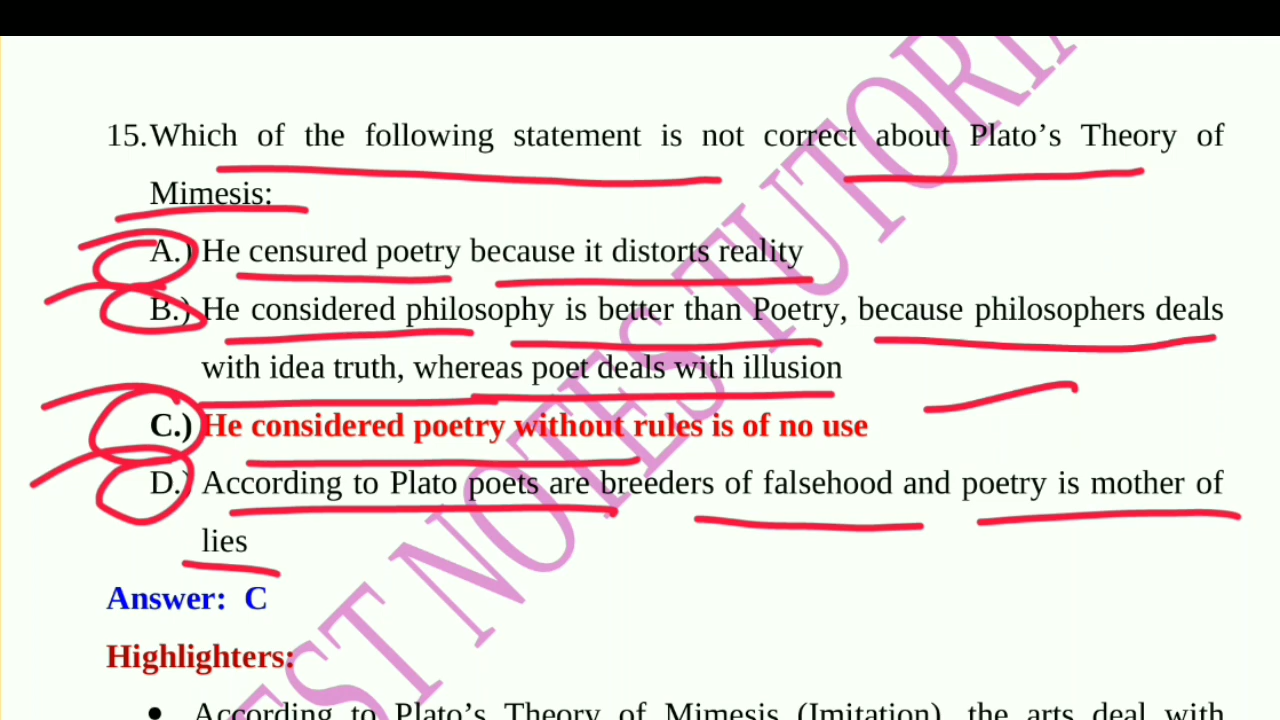 15. Which of the following statement is not correct about Plato's Theory of
Mimesis:
A.) He censured poetry because it distorts reality
B.) He considered philosophy is better than Poetry, because philosophers deals
with idea truth, whereas poet deals with illusion
C.) He considered poetry without rules is of no use
D.) According to Plato poets are breeders of falsehood and poetry is mother of
lies
Answer: C
Highlighters:
• According to Plato's Theory of Mimesis (Imitation), the arts deal with
EST NOTES TUTORIA